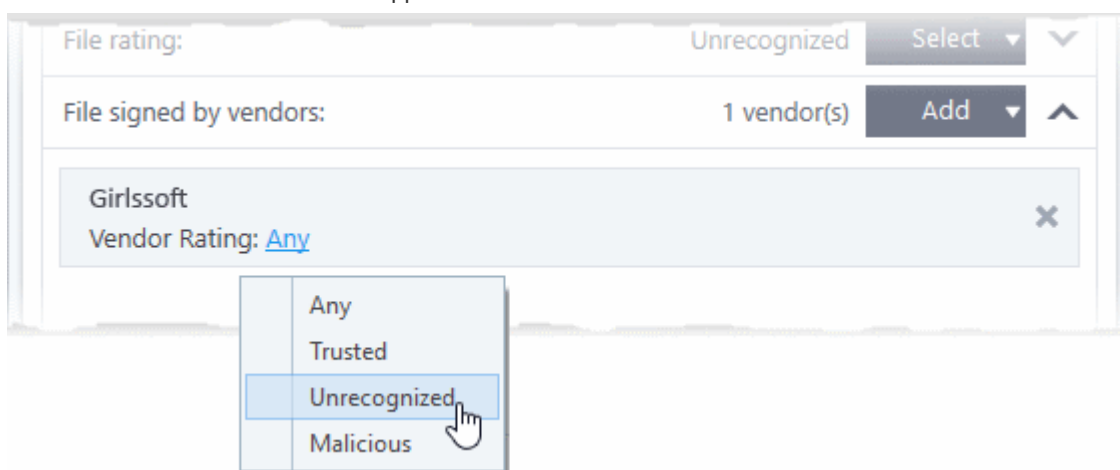 File rating: Unrecognized Select
File signed by vendors: 1 vendor(s) Add
Girlssoft
Vendor Rating: Any
Any
Trusted
Unrecognized
Malicious